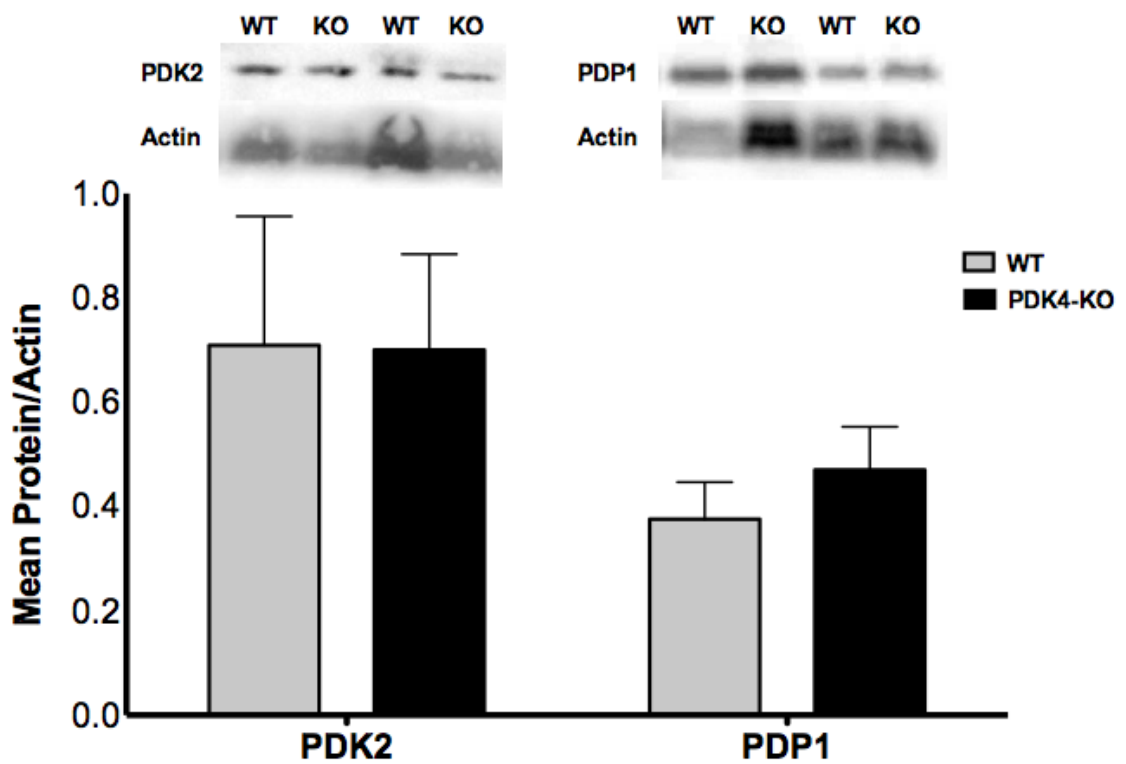 WT KO WT KO
PDK2
Actin
WT KO WT KO
PDP1
Actin
1.0
0.8
0.6
0.4
0.2
0.0
Mean Protein/Actin
WT
PDK4-KO
PDK2 PDP1